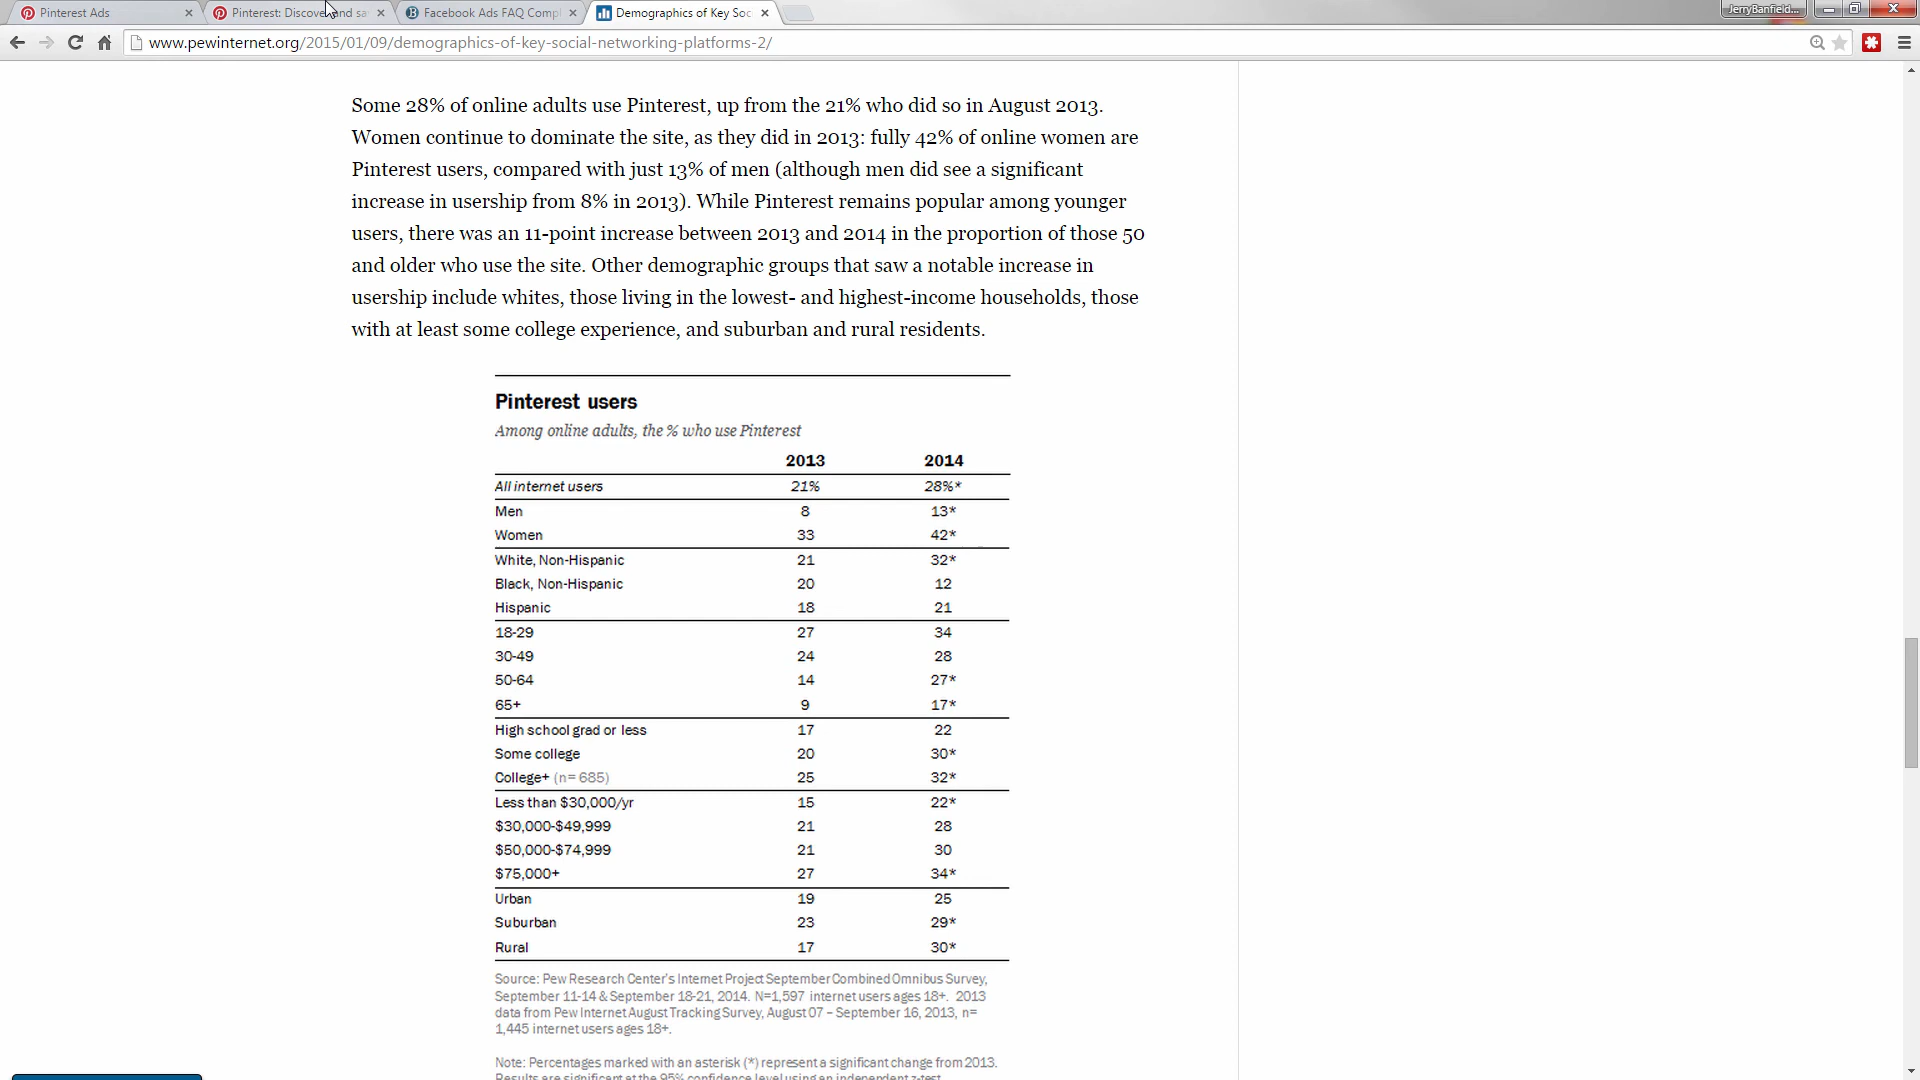 Pinterest Ads
Pinterest: Discover and sa
Facebook Ads FAQ Compl
Demographics of Key Soc
JerryBanfield...
www.pewinternet.org/2015/01/09/demographics-of-key-social-networking-platforms-2/
Some 28% of online adults use Pinterest, up from the 21% who did so in August 2013.
Women continue to dominate the site, as they did in 2013: fully 42% of online women are
Pinterest users, compared with just 13% of men (although men did see a significant
increase in usership from 8% in 2013). While Pinterest remains popular among younger
users, there was an 11-point increase between 2013 and 2014 in the proportion of those 50
and older who use the site. Other demographic groups that saw a notable increase in
usership include whites, those living in the lowest- and highest-income households, those
with at least some college experience, and suburban and rural residents.
Pinterest users
Among online adults, the % who use Pinterest
2013 2014
All internet users 21% 28%*
Men 8 13*
Women 33 42*
White, Non-Hispanic 21 32*
Black, Non-Hispanic 20 12
Hispanic 18 21
18-29 27 34
30-49 24 28
50-64 14 27*
65+ 9 17*
High school grad or less 17 22
Some college 20 30*
College+ (n= 685) 25 32*
Less than $30,000/yr 15 22*
$30,000-$49,999 21 28
$50,000-$74,999 21 30
$75,000+ 27 34*
Urban 19 25
Suburban 23 29*
Rural 17 30*
Source: Pew Research Center's Internet Project September Combined Omnibus Survey,
September 11-14 & September 18-21, 2014. N=1,597 internet users ages 18+. 2013
data from Pew Internet August Tracking Survey, August 07 – September 16, 2013, n=
1,445 internet users ages 18+.
Note: Percentages marked with an asterisk (*) represent a significant change from 2013.
Results are significant at the 95% confidence level using an independent z-test.